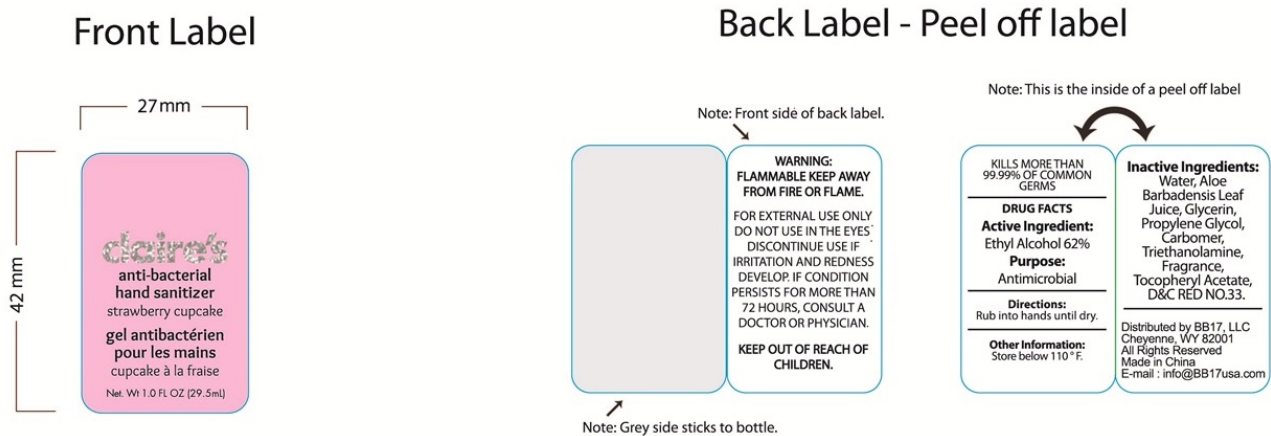 Front Label
27 mm
42 mm
claire's
anti-bacterial
hand sanitizer
strawberry cupcake
gel antibactérien
pour les mains
cupcake à la fraise
Net. Wt 1.0 FL OZ (29.5mL)
Back Label - Peel off label
Note: Front side of back label.
WARNING:
FLAMMABLE KEEP AWAY
FROM FIRE OR FLAME.
FOR EXTERNAL USE ONLY
DO NOT USE IN THE EYES
DISCONTINUE USE IF
IRRITATION AND REDNESS
DEVELOP. IF CONDITION
PERSISTS FOR MORE THAN
72 HOURS, CONSULT A
DOCTOR OR PHYSICIAN.
KEEP OUT OF REACH OF
CHILDREN.
Note: Grey side sticks to bottle.
Note: This is the inside of a peel off label
KILLS MORE THAN
99.99% OF COMMON
GERMS
DRUG FACTS
Active Ingredient:
Ethyl Alcohol 62%
Purpose:
Antimicrobial
Directions:
Rub into hands until dry.
Other Information:
Store below 110 ° F.
Inactive Ingredients:
Water, Aloe
Barbadensis Leaf
Juice, Glycerin,
Propylene Glycol,
Carbomer,
Triethanolamine,
Fragrance,
Tocopheryl Acetate,
D&C RED NO.33.
Distributed by BB17, LLC
Cheyenne, WY 82001
All Rights Reserved
Made in China
E-mail : info@BB17usa.com